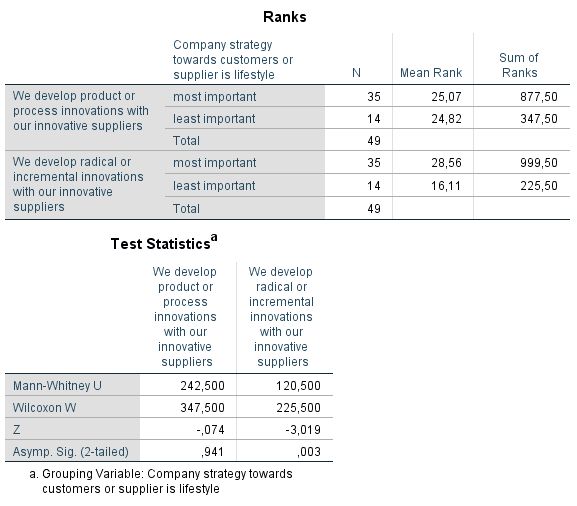 Ranks
Company strategy
towards customers or
supplier is lifestyle
N
Mean Rank
Sum of
Ranks
We develop product or
process innovations with
our innovative suppliers
most important 35 25,07 877,50
least important 14 24,82 347,50
Total 49
We develop radical or
incremental innovations
with our innovative
suppliers
most important 35 28,56 999,50
least important 14 16,11 225,50
Total 49
Test Statisticsa
We develop
product or
process
innovations
with our
innovative
suppliers
We develop
radical or
incremental
innovations
with our
innovative
suppliers
Mann-Whitney U 242,500 120,500
Wilcoxon W 347,500 225,500
Z -,074 -3,019
Asymp. Sig. (2-tailed) ,941 ,003
a. Grouping Variable: Company strategy towards
customers or supplier is lifestyle